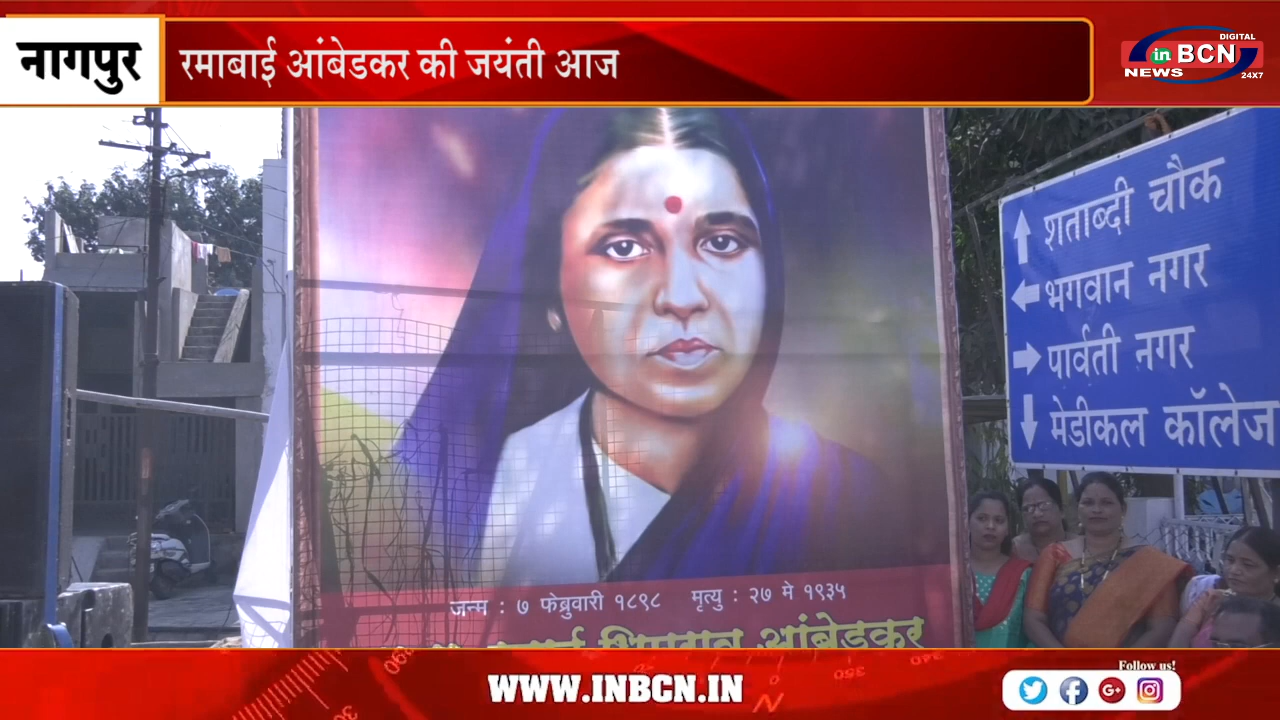 नागपुर
रमाबाई आंबेडकर की जयंती आज
DIGITAL
in BCN
NEWS
24X7
शताब्दी चौक
भगवान नगर
पार्वती नगर
मेडीकल कॉलेज
जन्म : ७ फेब्रुवारी १८९८ मृत्यु : २७ मे १९३५
भिमराव आंबेडकर
WWW.INBCN.IN
Follow us!